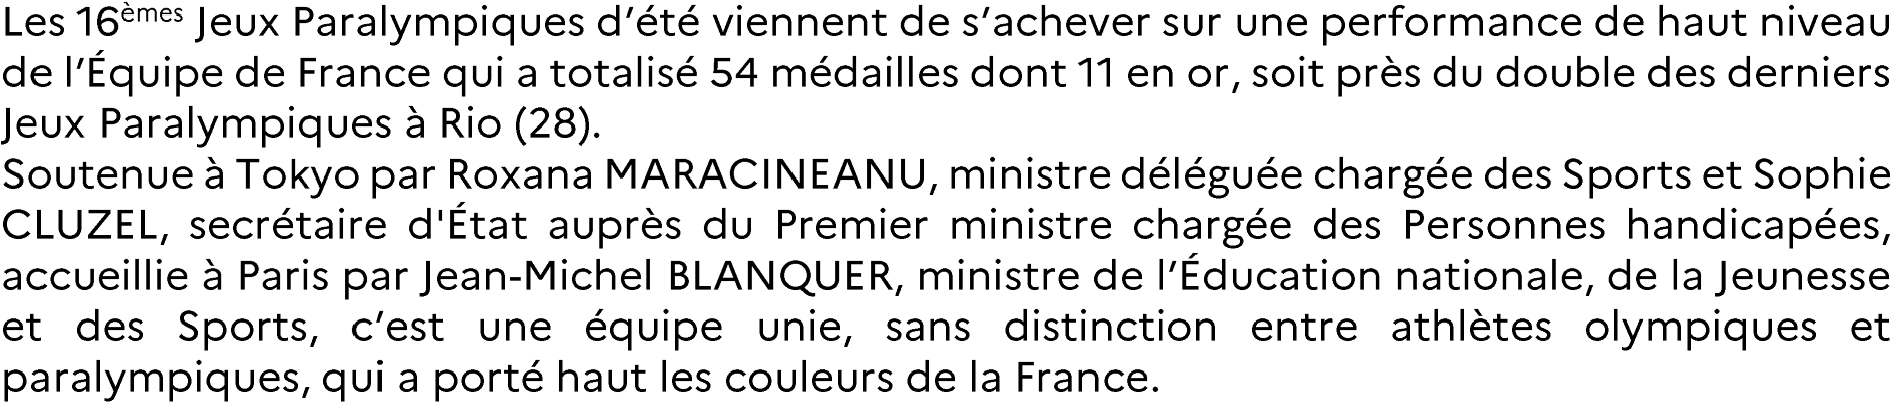 Les 16èmes Jeux Paralympiques d’été viennent de s’achever sur une performance de haut niveau
de l’Équipe de France qui a totalisé 54 médailles dont 11 en or, soit près du double des derniers
Jeux Paralympiques à Rio (28).
Soutenue à Tokyo par Roxana MARACINEANU, ministre déléguée chargée des Sports et Sophie
CLUZEL, secrétaire d'État auprès du Premier ministre chargée des Personnes handicapées,
accueillie à Paris par Jean-Michel BLANQUER, ministre de l’Éducation nationale, de la Jeunesse
et des Sports, c’est une équipe unie, sans distinction entre athlètes olympiques et
paralympiques, qui a porté haut les couleurs de la France.